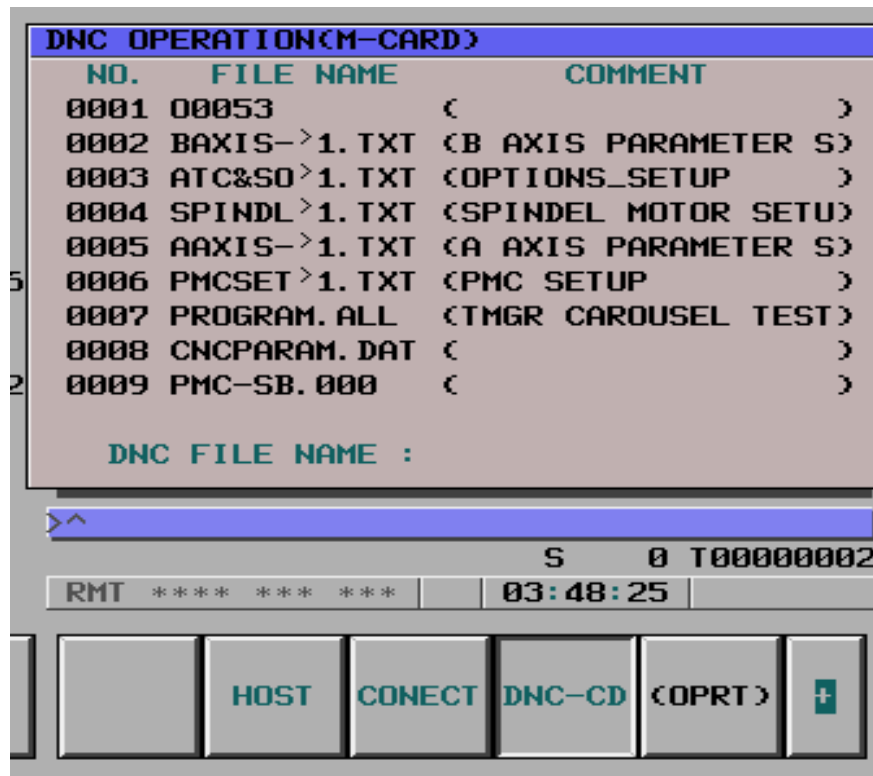 DNC OPERATION(M-CARD)
NO. FILE NAME COMMENT
0001 O0053 ( )
0002 BAXIS->1.TXT (B AXIS PARAMETER S)
0003 ATC&SO>1.TXT (OPTIONS_SETUP )
0004 SPINDL>1.TXT (SPINDEL MOTOR SETU)
0005 AAXIS->1.TXT (A AXIS PARAMETER S)
0006 PMCSET>1.TXT (PMC SETUP )
0007 PROGRAM.ALL (TMGR CAROUSEL TEST)
0008 CNCPARAM.DAT ( )
0009 PMC-SB.000 ( )
DNC FILE NAME :
>^
S 0 T00000002
RMT **** *** *** 03:48:25
HOST CONECT DNC-CD (OPRT) +